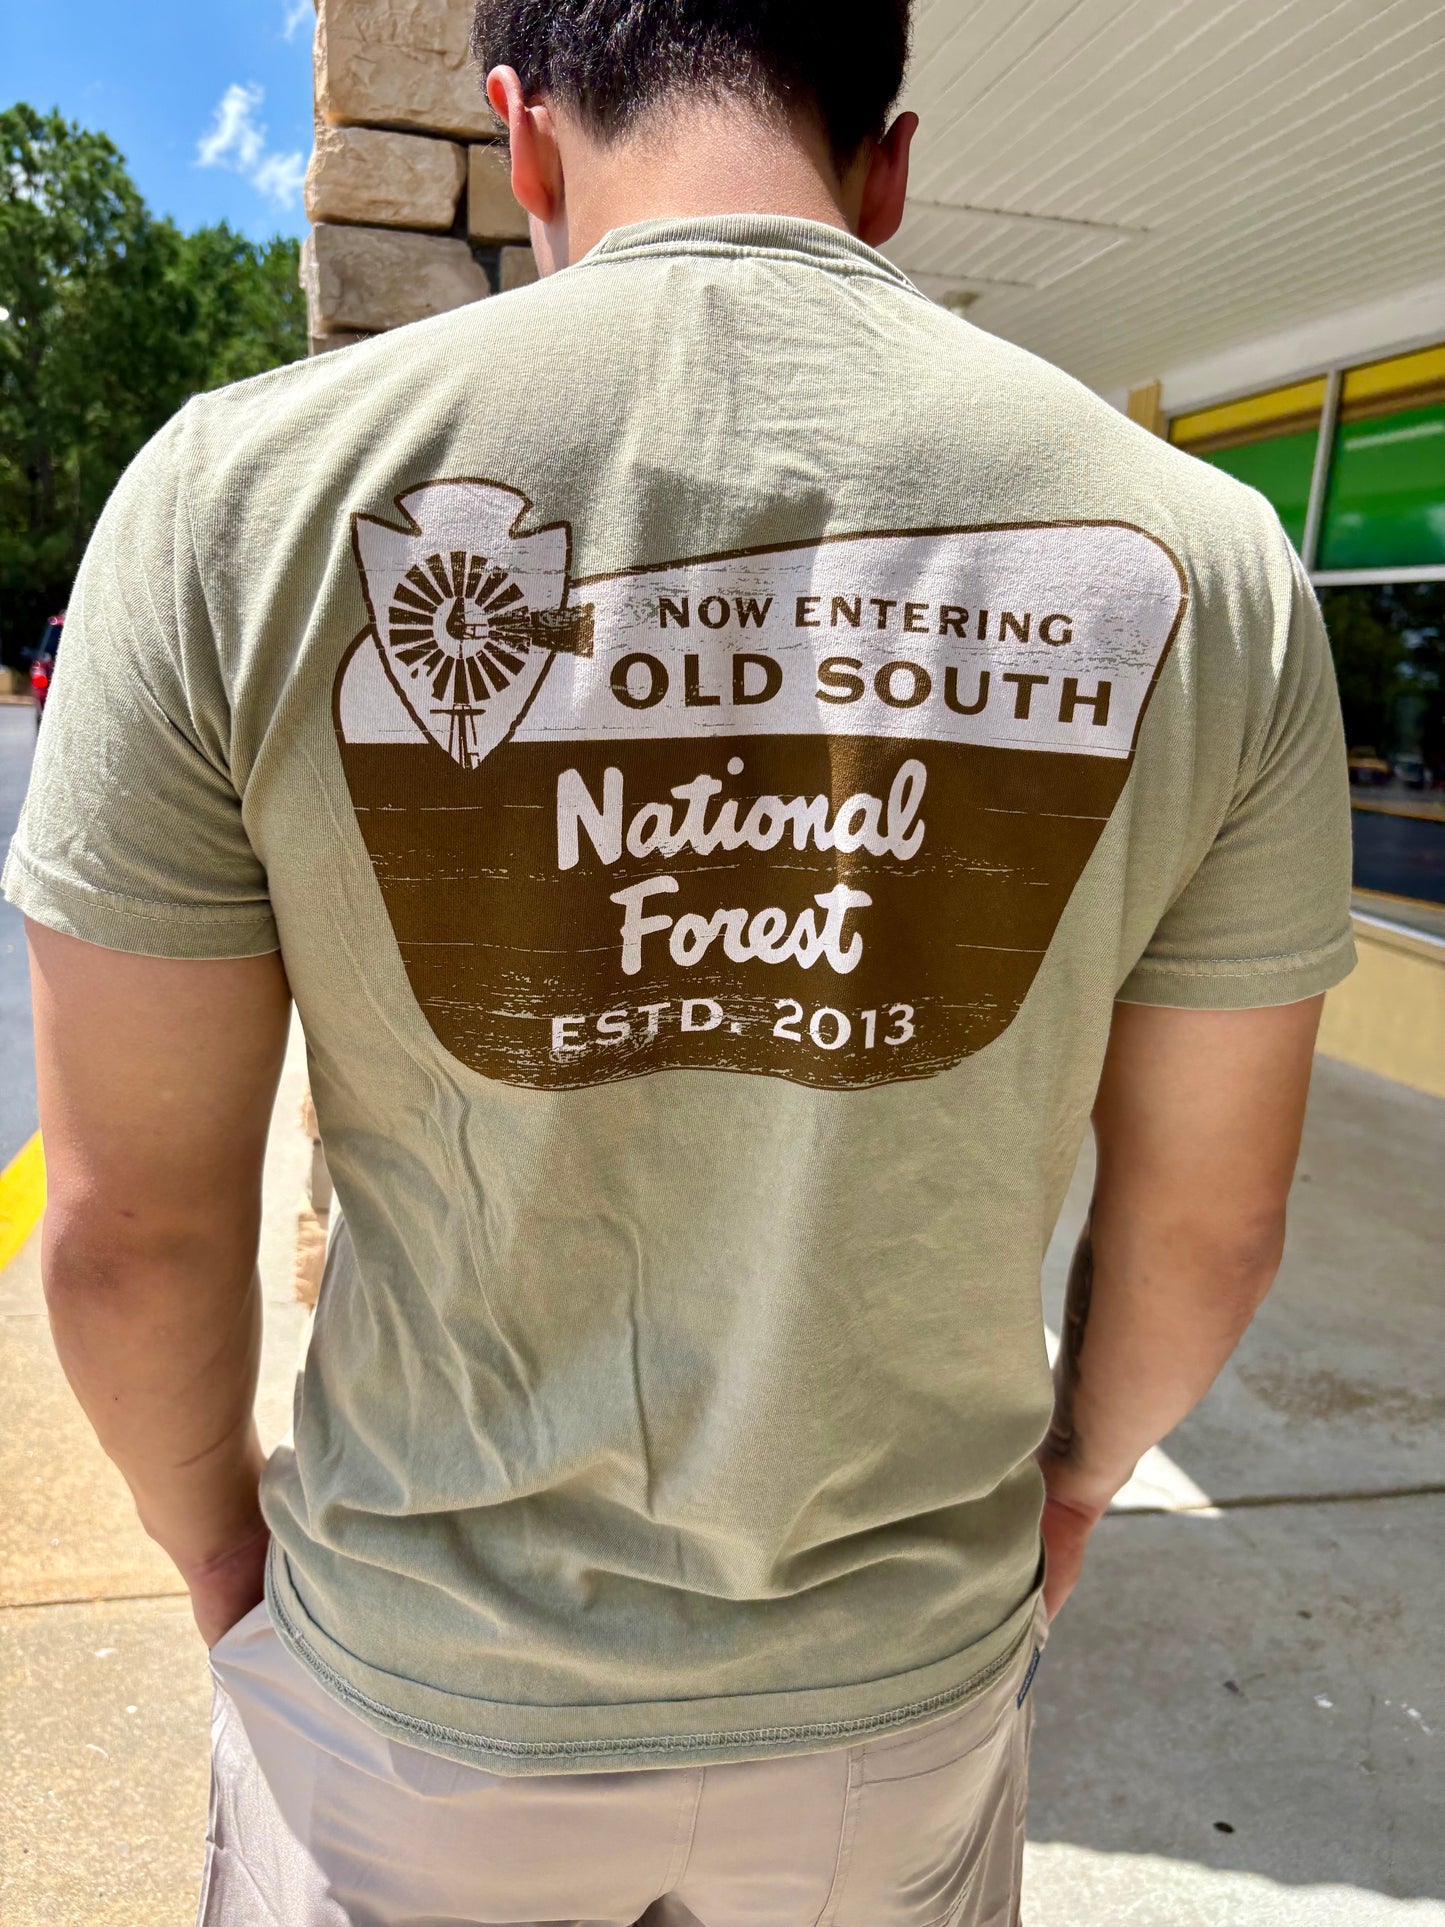 NOW ENTERING
OLD SOUTH
National
Forest
ESTD. 2013